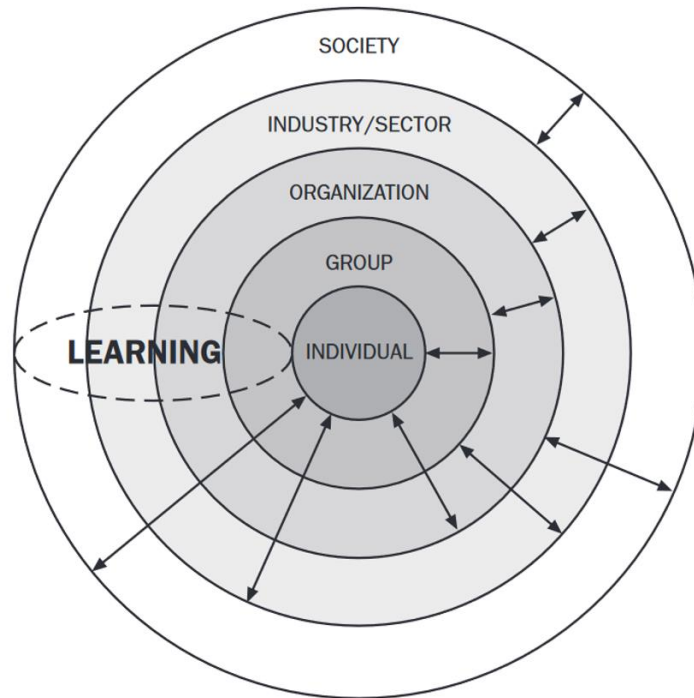 SOCIETY
INDUSTRY/SECTOR
ORGANIZATION
GROUP
LEARNING
INDIVIDUAL